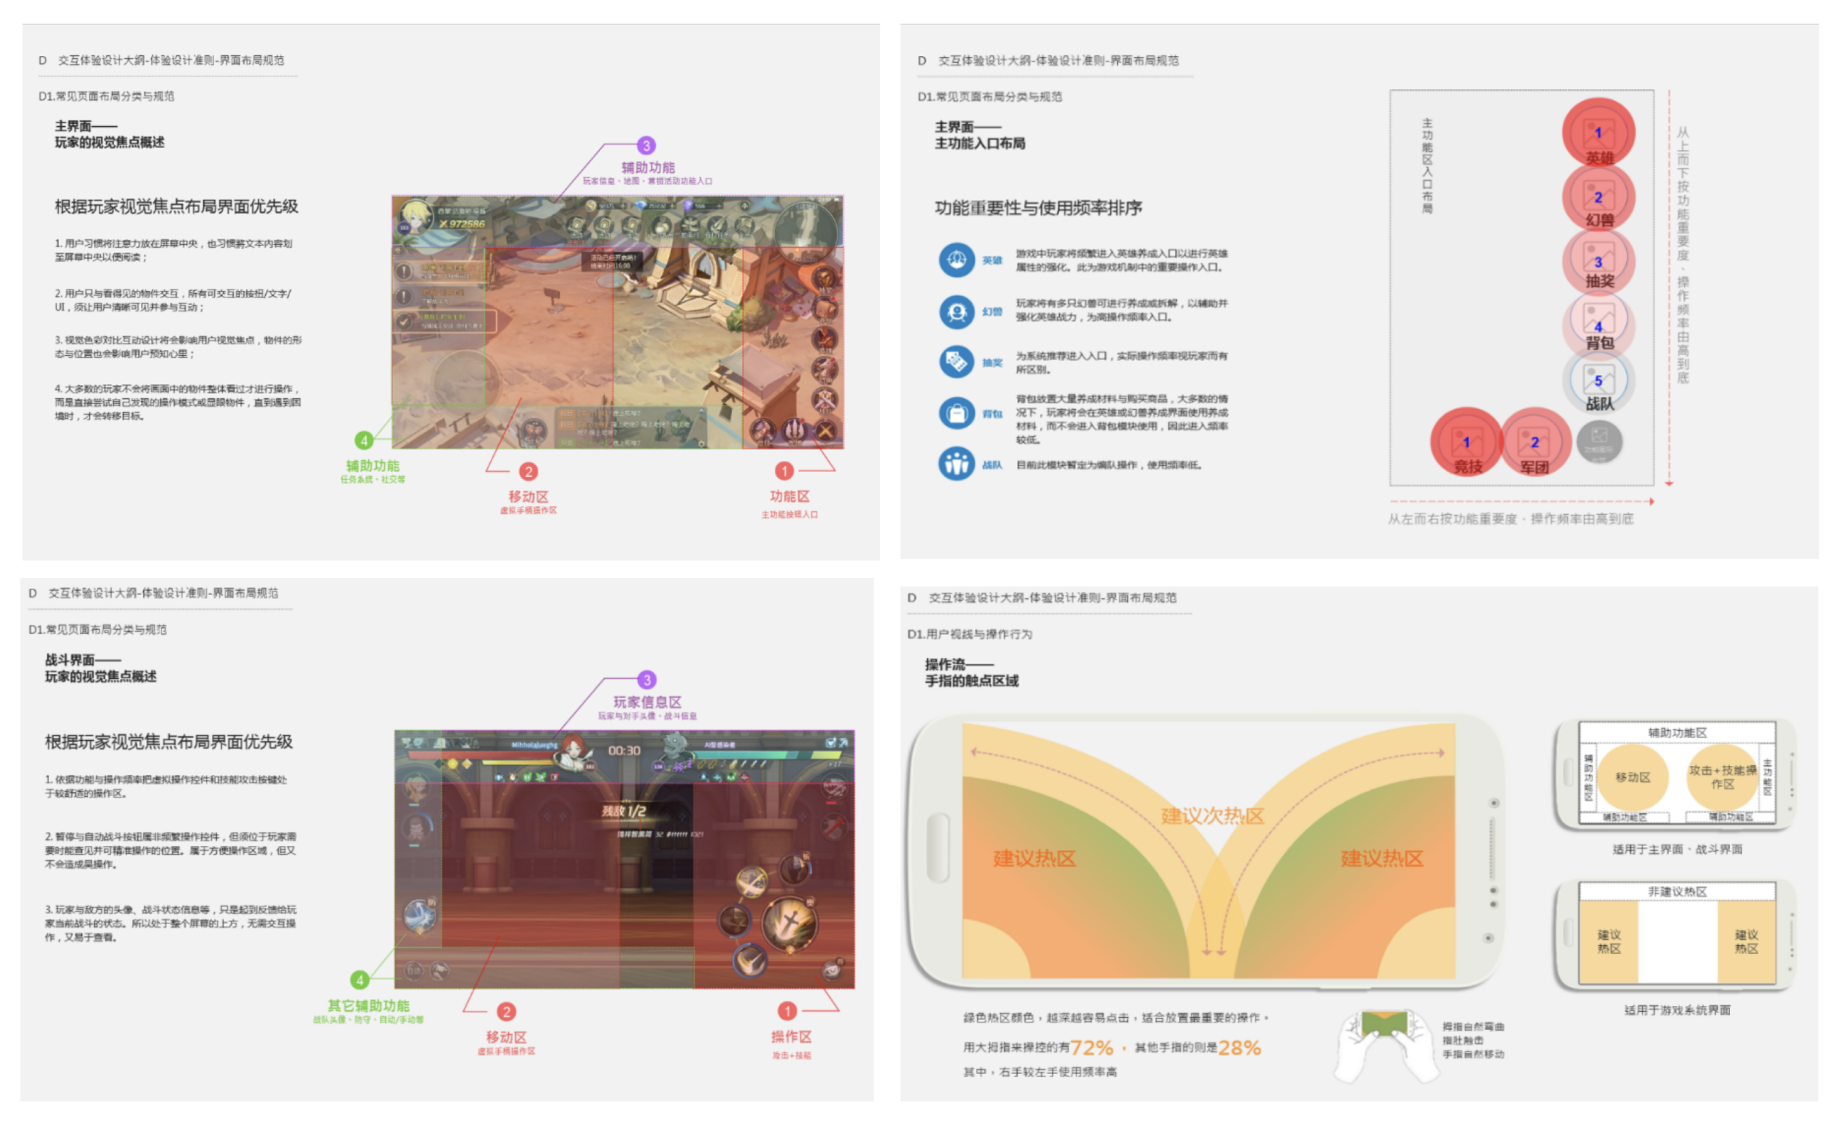 D 交互体验设计大纲-体验设计准则-界面布局规范
D1.常见页面布局分类与规范
主界面——
玩家的视觉焦点概述
根据玩家视觉焦点布局界面优先级
1. 用户习惯将注意力放在屏幕中央，也习惯将文本内容划
至屏幕中央以便阅读；
2. 用户只与看得见的物件交互，所有可交互的按钮/文字/
UI，须让用户清晰可见并参与互动；
3. 视觉色彩对比互动设计将会影响用户视觉焦点，物件的形
态与位置也会影响用户预知心里；
4. 大多数的玩家不会将画面中的物件整体看过才进行操作，
而是直接尝试自己发现的操作模式或显眼物件，直到遇到困
境时，才会转移目标。
3
辅助功能
玩家信息、地图、营销活动功能入口
972586
4
辅助功能
任务系统、社交等
2
移动区
虚拟手柄操作区
1
功能区
主功能按钮入口
D 交互体验设计大纲-体验设计准则-界面布局规范
D1.常见页面布局分类与规范
主界面——
主功能入口布局
功能重要性与使用频率排序
英雄
游戏中玩家将频繁进入英雄养成入口以进行英雄
属性的强化。此为游戏机制中的重要操作入口。
幻兽
玩家将有多只幻兽可进行养成或拆解，以辅助并
强化英雄战力，为高操作频率入口。
抽奖
为系统推荐进入入口，实际操作频率视玩家而有
所区别。
背包
背包放置大量养成材料与购买商品，大多数的情
况下，玩家将会在英雄或幻兽养成界面使用养成
材料，而不会进入背包模块使用，因此进入频率
较低。
战队
目前此模块暂定为编队操作，使用频率低。
主功能区入口布局
1
英雄
2
幻兽
3
抽奖
4
背包
5
战队
1
竞技
2
军团
从上而下按功能重要度、操作频率由高到底
从左而右按功能重要度、操作频率由高到底
D 交互体验设计大纲-体验设计准则-界面布局规范
D1.常见页面布局分类与规范
战斗界面——
玩家的视觉焦点概述
根据玩家视觉焦点布局界面优先级
1. 依据功能与操作频率把虚拟操作控件和技能攻击按键处
于较舒适的操作区。
2. 暂停与自动战斗按钮属非频繁操作控件，但须位于玩家需
要时能查见并可精准操作的位置。属于方便操作区域，但又
不会造成误操作。
3. 玩家与敌方的头像、战斗状态信息等，只是起到反馈给玩
家当前战斗的状态。所以处于整个屏幕的上方，无需交互操
作，又易于查看。
3
玩家信息区
玩家与对手头像、战斗信息
00:30
残敌 1/2
4
其它辅助功能
战队头像、防守、自动/手动等
2
移动区
虚拟手柄操作区
1
操作区
攻击+技能
D 交互体验设计大纲-体验设计准则-界面布局规范
D1.用户视线与操作行为
操作流——
手指的触点区域
建议次热区
建议热区
建议热区
绿色热区颜色，越深越容易点击，适合放置最重要的操作。
用大拇指来操控的有72%，其他手指的则是28%
其中，右手较左手使用频率高
拇指自然弯曲
指肚触击
手指自然移动
辅助功能区
辅助功能区
移动区
攻击+技能操
作区
主功能区
辅助功能区
辅助功能区
适用于主界面、战斗界面
非建议热区
建议
热区
建议
热区
适用于游戏系统界面